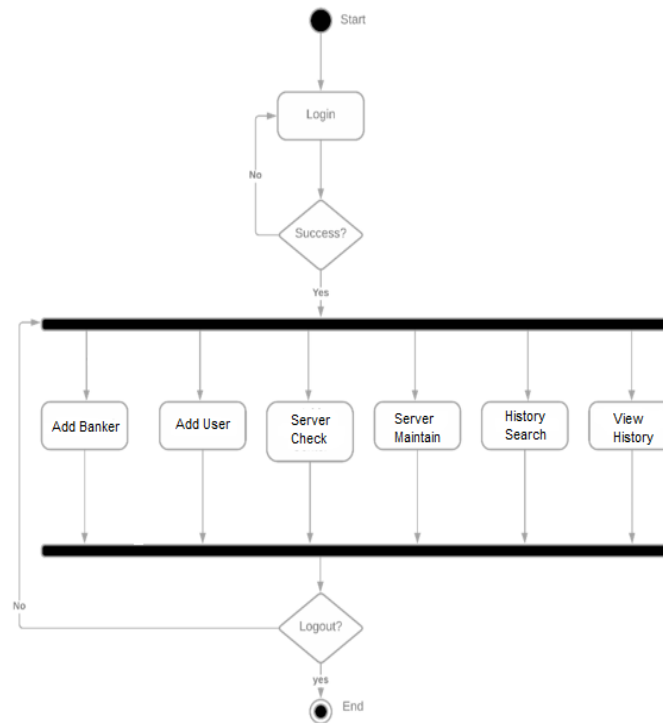 Start
Login
No
Success?
Yes
Add Banker
Add User
Server
Check
Server
Maintain
History
Search
View
History
No
Logout?
yes
End